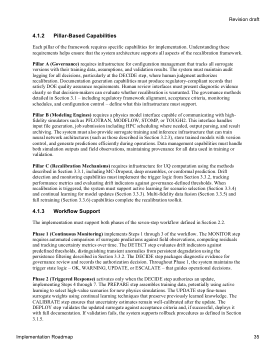 Revision draft
4.1.2 Pillar-Based Capabilities
Each pillar of the framework requires specific capabilities for implementation. Understanding these
requirements helps ensure that the system architecture supports all aspects of the recalibration framework.
Pillar A (Governance) requires infrastructure for configuration management that tracks all surrogate
versions with their training data, assumptions, and validation results. The system must maintain audit
logging for all decisions, particularly at the DECIDE step, where human judgment authorizes
recalibration. Documentation generation capabilities must produce regulatory-compliant records that
satisfy DOE quality assurance requirements. Human review interfaces must present diagnostic evidence
clearly so that decision-makers can evaluate whether recalibration is warranted. The governance methods
detailed in Section 3.1 – including regulatory framework alignment, acceptance criteria, monitoring
schedules, and configuration control – define what this infrastructure must support.
Pillar B (Modeling Engines) requires a physics model interface capable of communicating with high-
fidelity simulators such as PFLOTRAN, MODFLOW, STOMP, or TOUGH2. This interface handles
input file generation, job submission including HPC scheduling where needed, output parsing, and result
archiving. The system must also provide surrogate training and inference infrastructure that can train
neural network architectures (such as those described in Section 3.2.3), store trained models with version
control, and generate predictions efficiently during operations. Data management capabilities must handle
both simulation outputs and field observations, maintaining provenance for all data used in training or
validation.
Pillar C (Recalibration Mechanisms) requires infrastructure for UQ computation using the methods
described in Section 3.3.1, including MC-Dropout, deep ensembles, or conformal prediction. Drift
detection and monitoring capabilities must implement the trigger logic from Section 3.3.2, tracking
performance metrics and evaluating drift indicators against governance-defined thresholds. When
recalibration is triggered, the system must support active learning for scenario selection (Section 3.3.4)
and continual learning for model updates (Section 3.3.3). Multi-fidelity data fusion (Section 3.3.5) and
full retraining (Section 3.3.6) capabilities complete the recalibration toolkit.
4.1.3 Workflow Support
The implementation must support both phases of the seven-step workflow defined in Section 2.2.
Phase 1 (Continuous Monitoring) implements Steps 1 through 3 of the workflow. The MONITOR step
requires automated comparison of surrogate predictions against field observations, computing residuals
and tracking uncertainty metrics over time. The DETECT step evaluates drift indicators against
predefined thresholds, distinguishing transient anomalies from persistent degradation using the
persistence filtering described in Section 3.3.2. The DECIDE step packages diagnostic evidence for
governance review and records the authorization decision. Throughout Phase 1, the system maintains the
trigger state logic – OK, WARNING, UPDATE, or ESCALATE – that guides operational decisions.
Phase 2 (Triggered Response) activates only when the DECIDE step authorizes an update,
implementing Steps 4 through 7. The PREPARE step assembles training data, potentially using active
learning to select high-value scenarios for new physics simulations. The UPDATE step fine-tunes
surrogate weights using continual learning techniques that preserve previously learned knowledge. The
CALIBRATE step ensures that uncertainty estimates remain well-calibrated after the update. The
DEPLOY step validates the updated surrogate against acceptance criteria and, if successful, deploys it
with full documentation. If validation fails, the system supports rollback procedures as defined in Section
3.1.5.
Implementation Roadmap 35